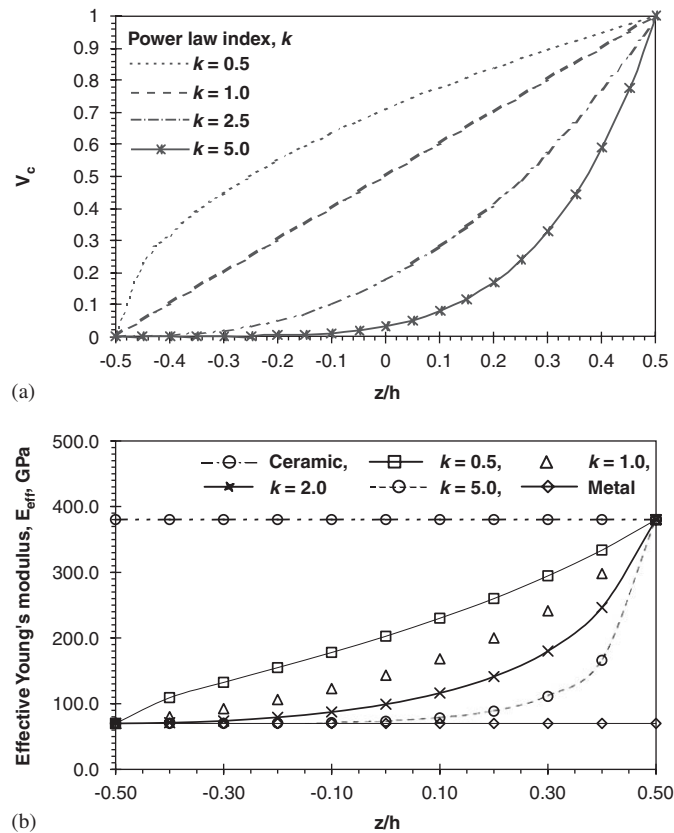 1
0.9
0.8
0.7
0.6
0.5
0.4
0.3
0.2
0.1
0
V_c
Power law index, k
k = 0.5
k = 1.0
k = 2.5
k = 5.0
-0.5 -0.4 -0.3 -0.2 -0.1 0 0.1 0.2 0.3 0.4 0.5
z/h
(a)
500.0
400.0
300.0
200.0
100.0
0.0
Effective Young's modulus, E_eff, GPa
Ceramic, k = 0.5, k = 1.0,
k = 2.0 k = 5.0, Metal
-0.50 -0.30 -0.10 0.10 0.30 0.50
z/h
(b)